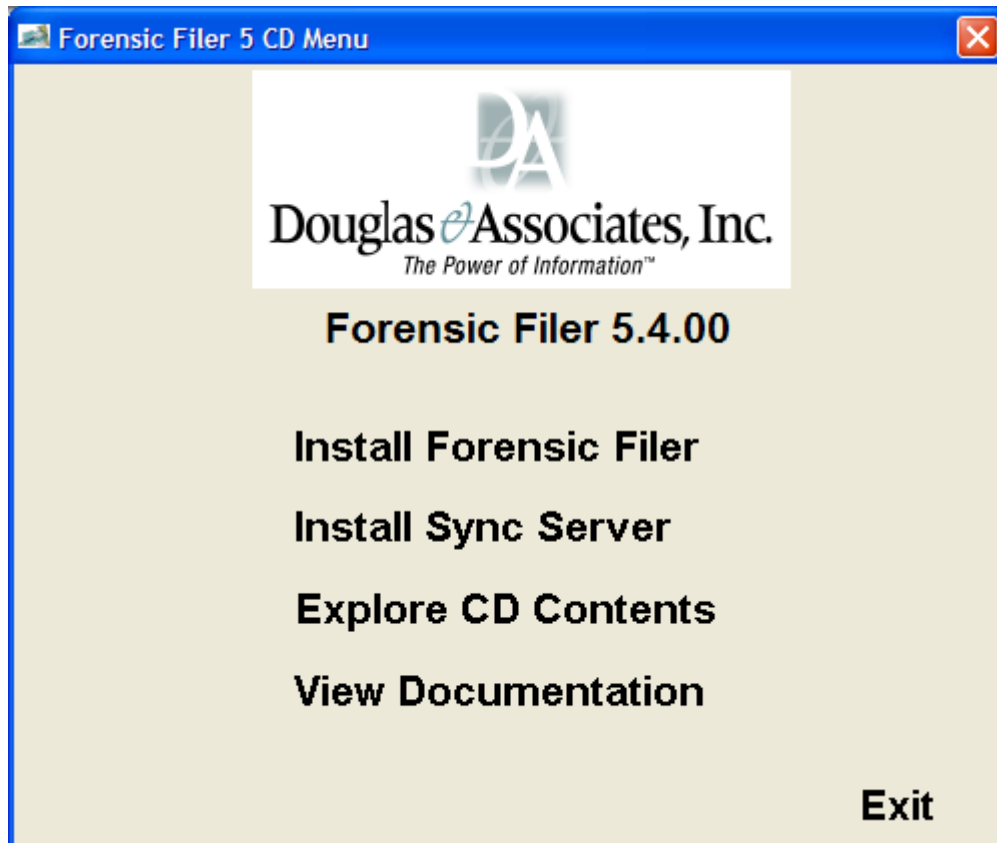 Forensic Filer 5 CD Menu
DA
Douglas & Associates, Inc.
The Power of Information™
Forensic Filer 5.4.00
Install Forensic Filer
Install Sync Server
Explore CD Contents
View Documentation
Exit